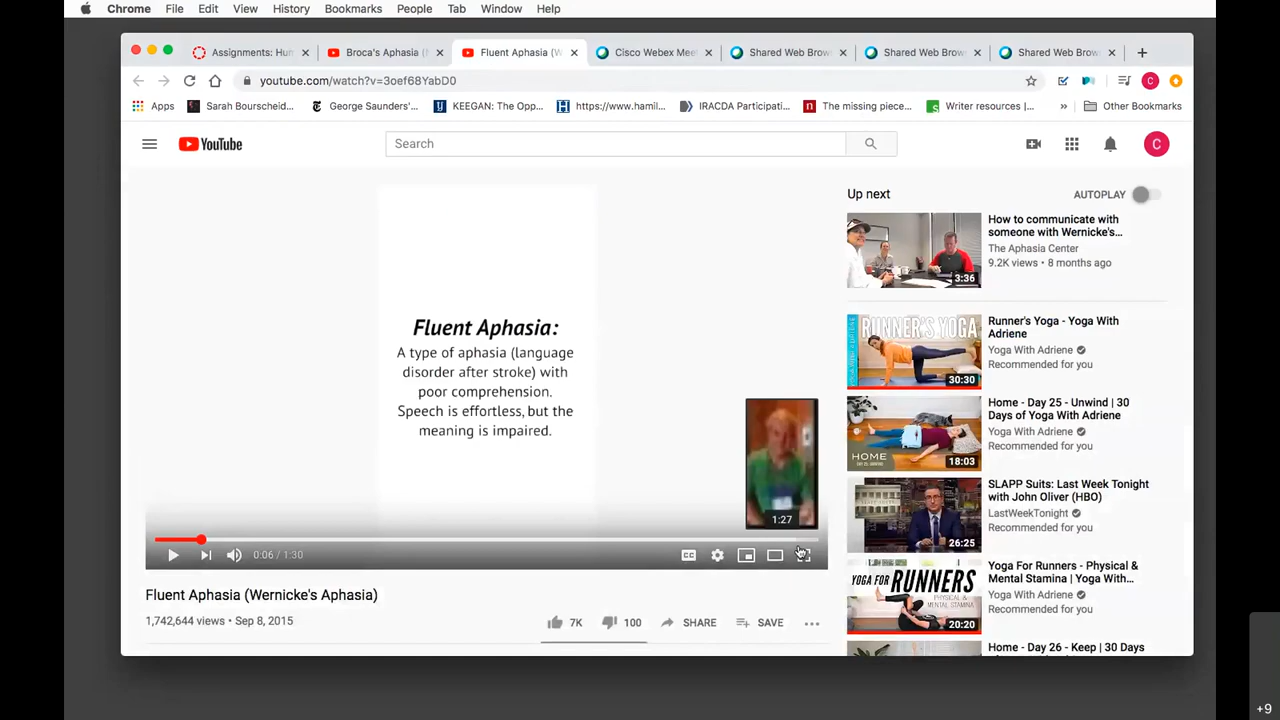 Chrome File Edit View History Bookmarks People Tab Window Help
Assignments: Hum Broca's Aphasia ( Fluent Aphasia (W Cisco Webex Mee Shared Web Brow Shared Web Brow Shared Web Brow
youtube.com/watch?v=3oef68YabD0 C
Apps Sarah Bourscheid... George Saunders'... KEEGAN: The Opp... https://www.hamil... IRACDA Participati... The missing piece... Writer resources |... » Other Bookmarks
YouTube Search C
Up next AUTOPLAY
How to communicate with
someone with Wernicke's...
The Aphasia Center
9.2K views • 8 months ago
3:36
Fluent Aphasia:
A type of aphasia (language
disorder after stroke) with
poor comprehension.
Speech is effortless, but the
meaning is impaired.
1:27
0:06 / 1:30 CC
Fluent Aphasia (Wernicke's Aphasia)
1,742,644 views • Sep 8, 2015
7K 100 SHARE SAVE
RUNNER'S YOGA
30:30
Runner's Yoga - Yoga With
Adriene
Yoga With Adriene
Recommended for you
HOME
18:03
Home - Day 25 - Unwind | 30
Days of Yoga With Adriene
Yoga With Adriene
Recommended for you
26:25
SLAPP Suits: Last Week Tonight
with John Oliver (HBO)
LastWeekTonight
Recommended for you
YOGA FOR RUNNERS
20:20
Yoga For Runners - Physical &
Mental Stamina | Yoga With...
Yoga With Adriene
Recommended for you
Home - Day 26 - Keep | 30 Days
+9